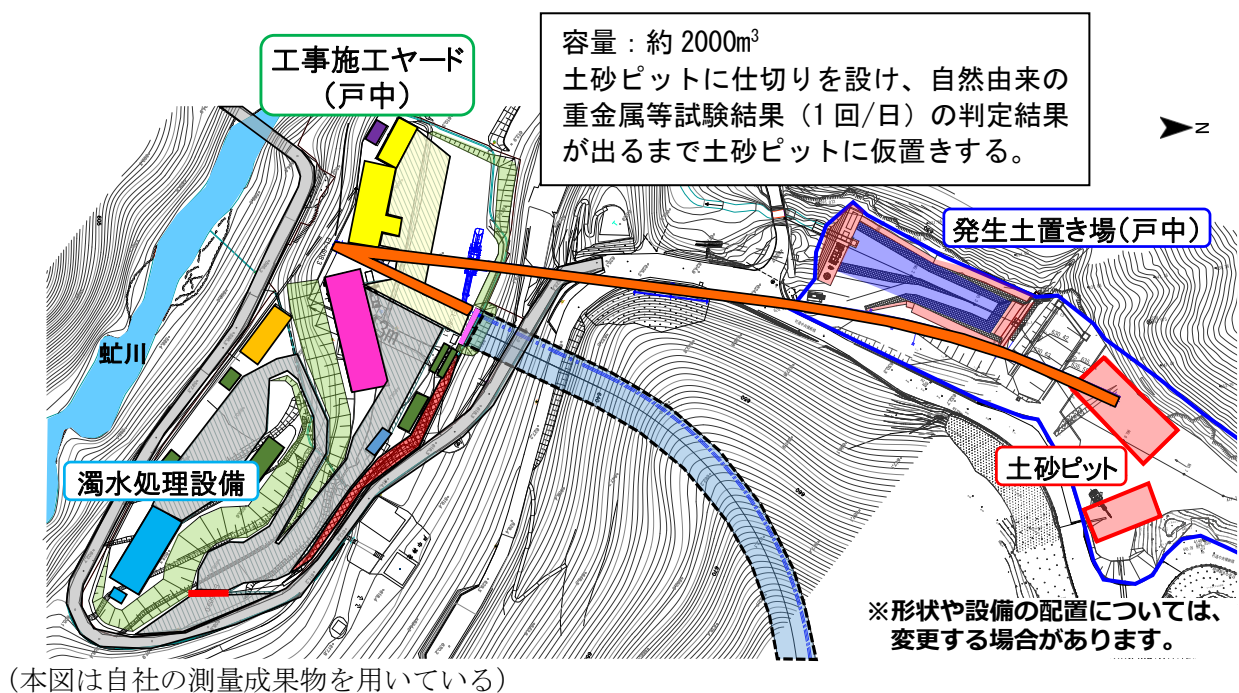 工事施工ヤード
（戸中）
容量：約 2000m³
土砂ピットに仕切りを設け、自然由来の
重金属等試験結果（1 回/日）の判定結果
が出るまで土砂ピットに仮置きする。
N
発生土置き場（戸中）
虻川
土砂ピット
濁水処理設備
※形状や設備の配置については、
変更する場合があります。
（本図は自社の測量成果物を用いている）